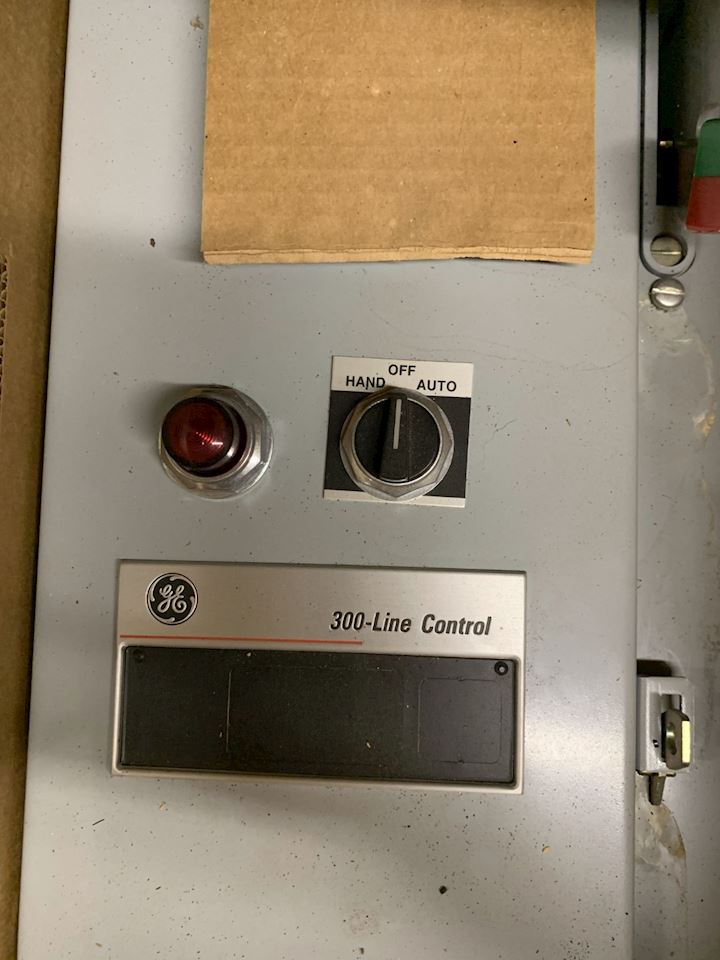 OFF
HAND AUTO
GE
300-Line Control